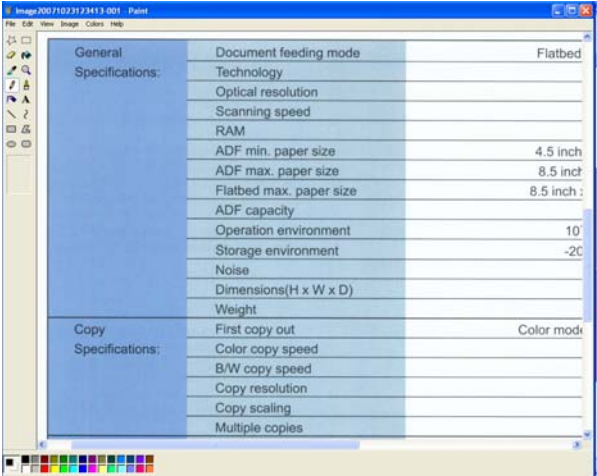 Image20071023123413-001 - Paint
File Edit View Image Colors Help
General Document feeding mode Flatbed
Specifications: Technology
Optical resolution
Scanning speed
RAM
ADF min. paper size 4.5 inch
ADF max. paper size 8.5 inch
Flatbed max. paper size 8.5 inch
ADF capacity
Operation environment 10
Storage environment -20
Noise
Dimensions(H x W x D)
Weight
Copy First copy out Color mode
Specifications: Color copy speed
B/W copy speed
Copy resolution
Copy scaling
Multiple copies